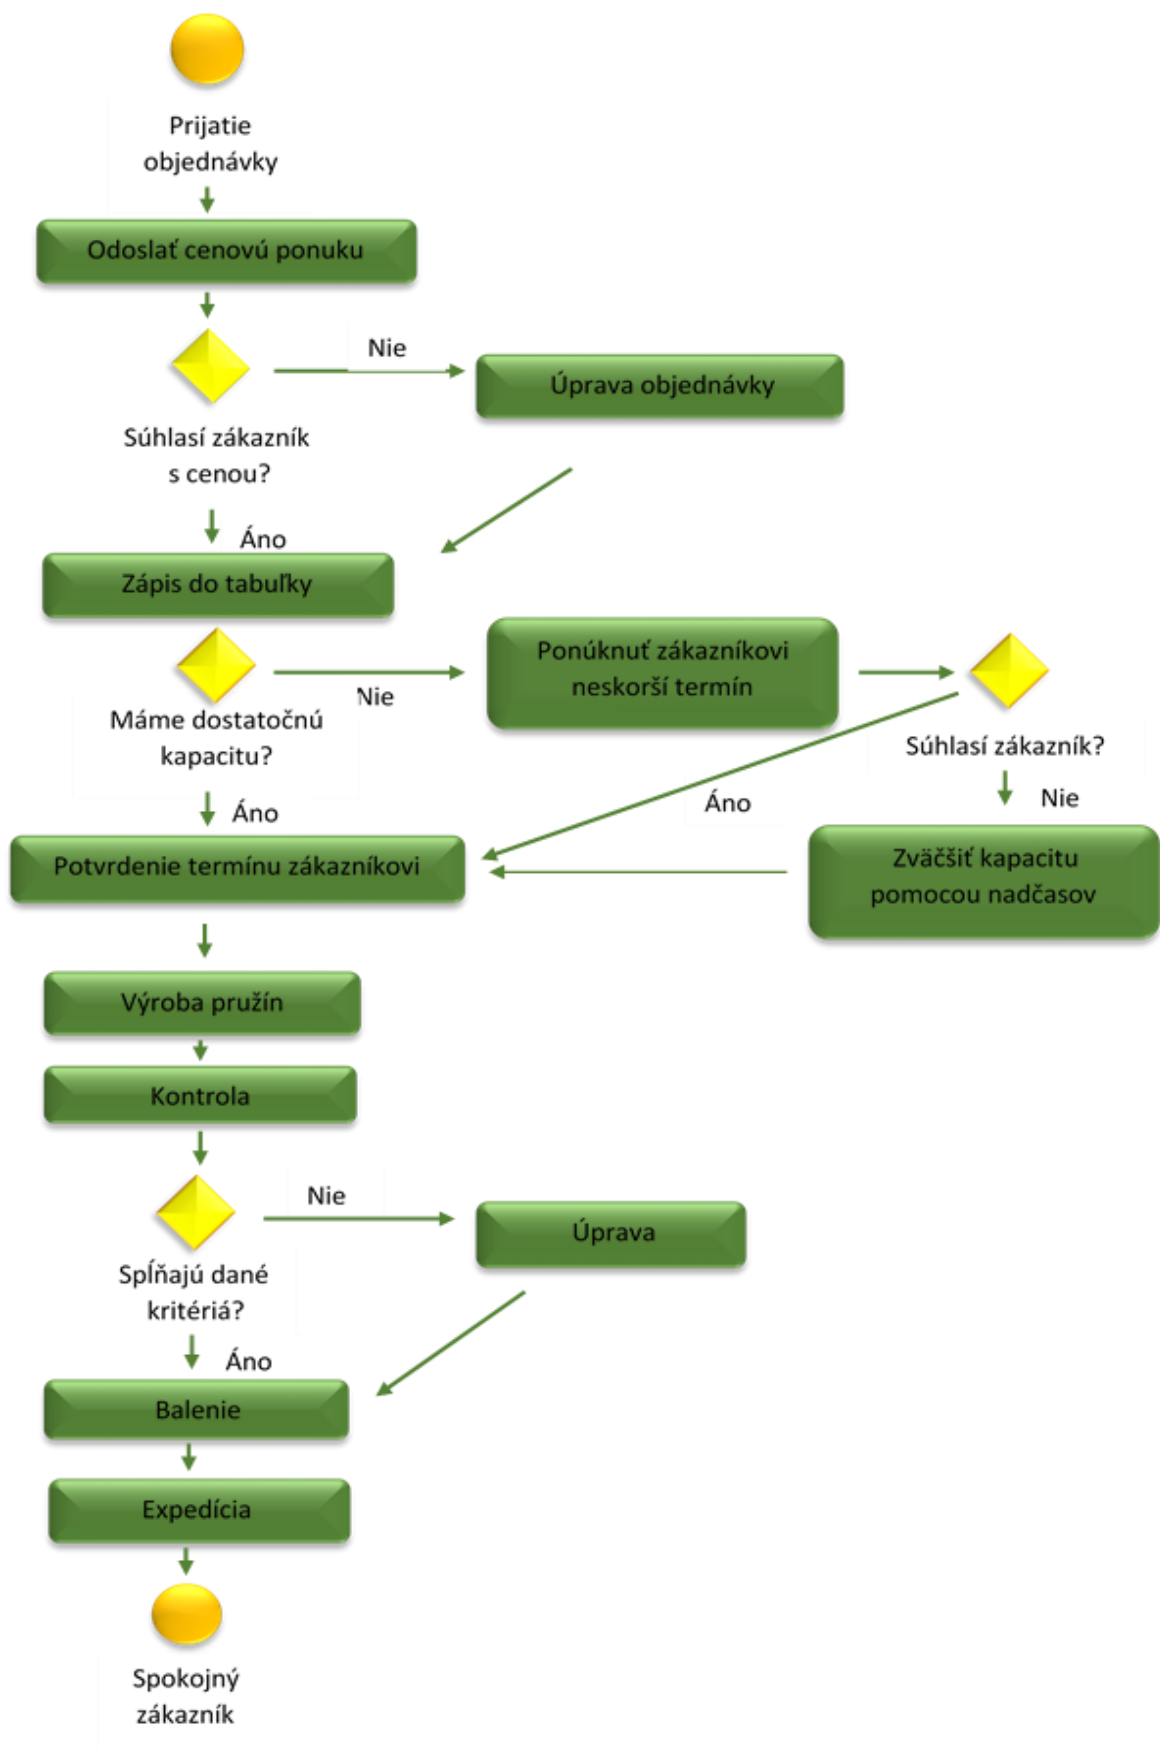 Prijatie
objednávky
Odoslať cenovú ponuku
Nie
Úprava objednávky
Súhlasí zákazník
s cenou?
Áno
Zápis do tabuľky
Ponúknuť zákazníkovi
neskorší termín
Nie
Máme dostatočnú
kapacitu?
Súhlasí zákazník?
Áno
Nie
Áno
Potvrdenie termínu zákazníkovi
Zväčšiť kapacitu
pomocou nadčasov
Výroba pružín
Kontrola
Nie
Úprava
Spĺňajú dané
kritériá?
Áno
Balenie
Expedícia
Spokojný
zákazník